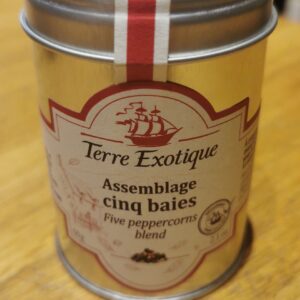 Terre Exotique
Assemblage
cinq baies
Five peppercorns
blend